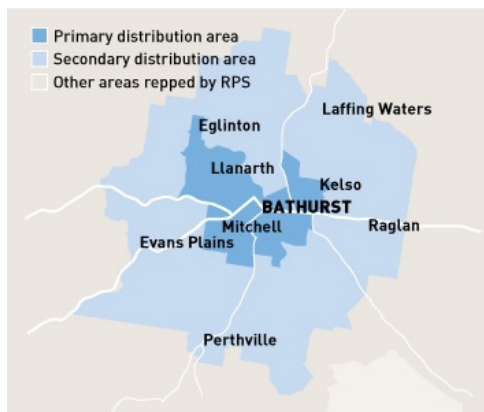 Primary distribution area
Secondary distribution area
Other areas repped by RPS
Laffing Waters
Eglinton
Llanarth
Kelso
BATHURST
Mitchell
Raglan
Evans Plains
Perthville